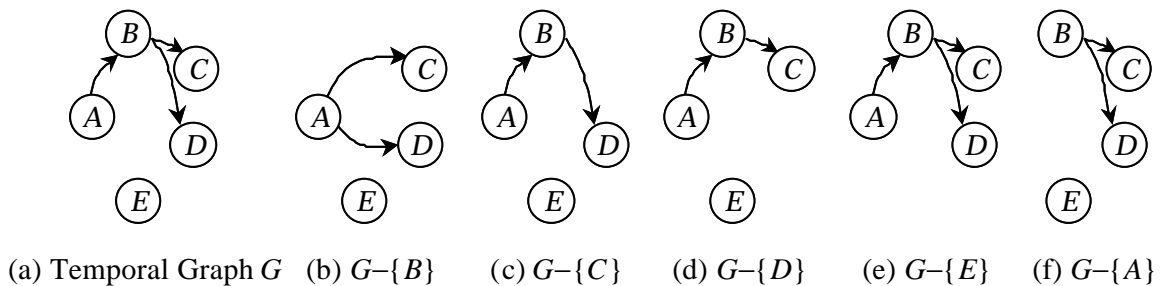 B
C
A
D
E
A
C
D
E
B
A
D
E
B
C
A
E
B
C
A
D
B
C
D
E
(a) Temporal Graph G
(b) G–{B}
(c) G–{C}
(d) G–{D}
(e) G–{E}
(f) G–{A}